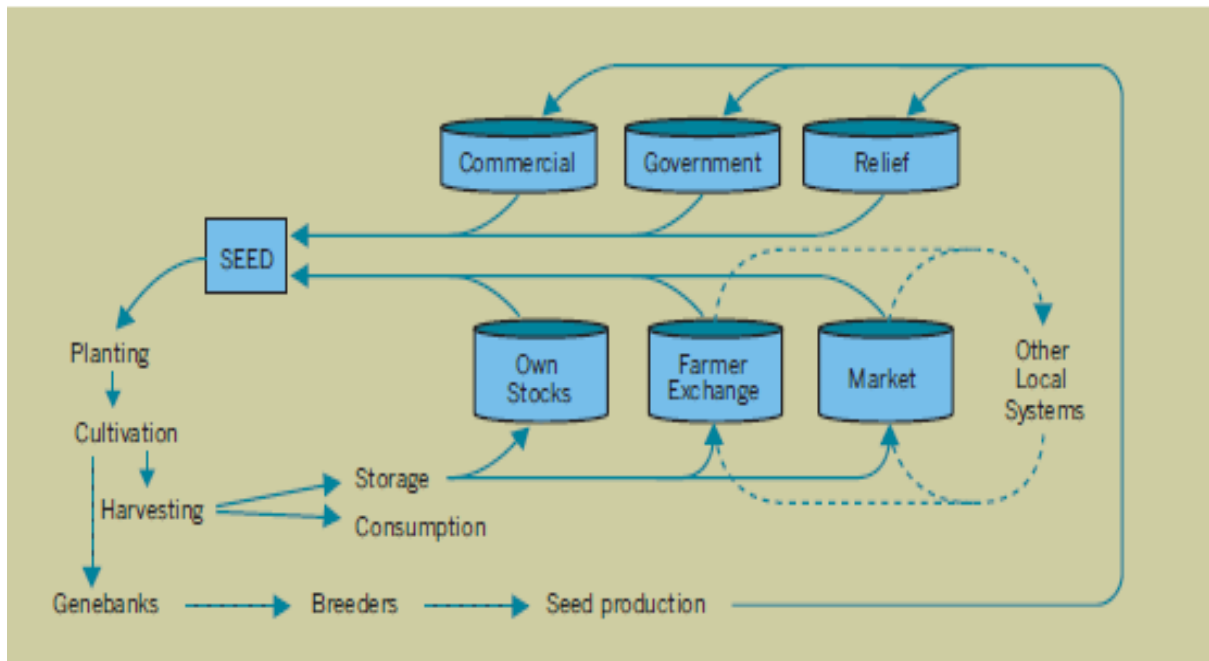 Commercial
Government
Relief
SEED
Planting
Own
Stocks
Farmer
Exchange
Market
Other
Local
Systems
Cultivation
Storage
Harvesting
Consumption
Genebanks
Breeders
Seed production